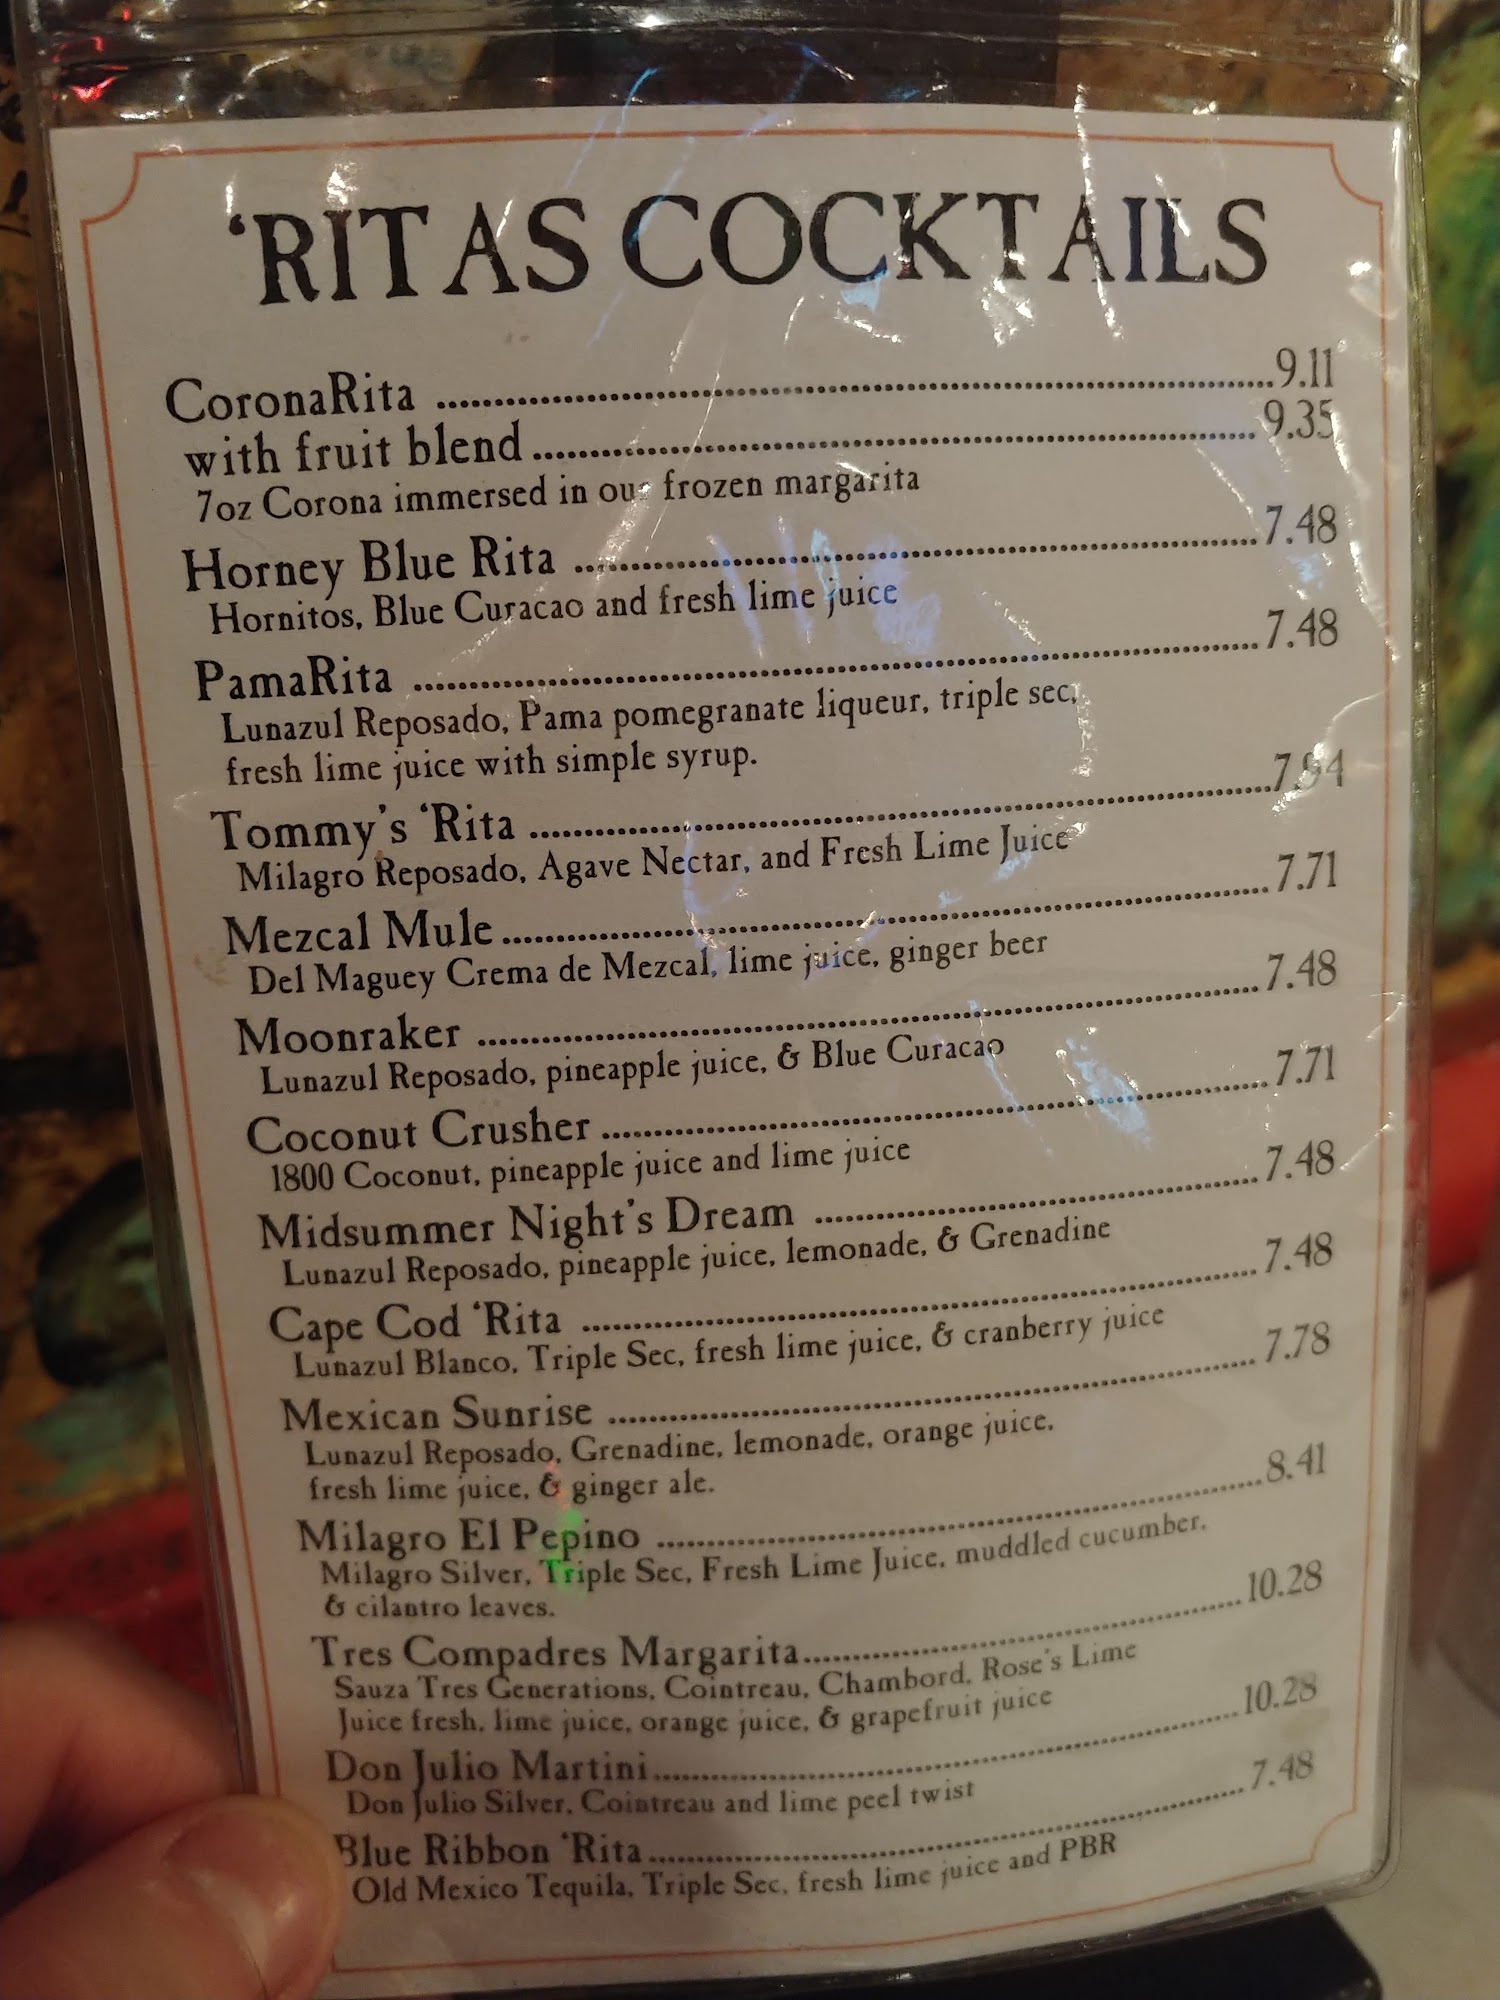 'RITAS COCKTAILS
CoronaRita ........ 9.11
with fruit blend ........ 9.35
7oz Corona immersed in our frozen margarita
Horney Blue Rita ........ 7.48
Hornitos, Blue Curacao and fresh lime juice
PamaRita ........ 7.48
Lunazul Reposado, Pama pomegranate liqueur, triple sec,
fresh lime juice with simple syrup.
Tommy's 'Rita ........
Milagro Reposado, Agave Nectar, and Fresh Lime Juice
Mezcal Mule ........ 7.71
Del Maguey Crema de Mezcal, lime juice, ginger beer
Moonraker ........ 7.48
Lunazul Reposado, pineapple juice, & Blue Curacao
Coconut Crusher ........ 7.71
1800 Coconut, pineapple juice and lime juice
Midsummer Night's Dream ........ 7.48
Lunazul Reposado, pineapple juice, lemonade, & Grenadine
Cape Cod 'Rita ........ 7.48
Lunazul Blanco, Triple Sec, fresh lime juice, & cranberry juice
Mexican Sunrise ........ 7.78
Lunazul Reposado, Grenadine, lemonade, orange juice,
fresh lime juice, & ginger ale.
Milagro El Pepino ........ 8.41
Milagro Silver, Triple Sec, Fresh Lime Juice, muddled cucumber,
& cilantro leaves.
Tres Compadres Margarita ........ 10.28
Sauza Tres Generations, Cointreau, Chambord, Rose's Lime
Juice fresh, lime juice, orange juice, & grapefruit juice
Don Julio Martini ........ 10.28
Don Julio Silver, Cointreau and lime peel twist
Blue Ribbon 'Rita ........ 7.48
Old Mexico Tequila, Triple Sec, fresh lime juice and PBR